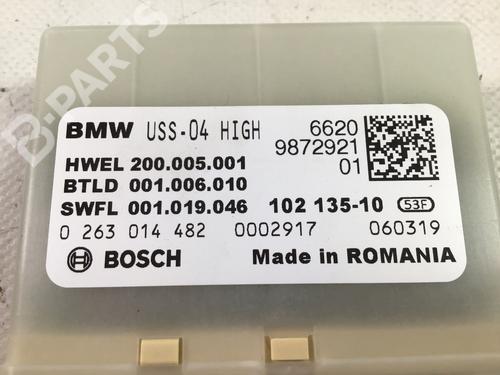 B-PARTS
BMW USS-04 HIGH 6620
9872921
HWEL 200.005.001 01
BTLD 001.006.010
SWFL 001.019.046 102 135-10 53F
0 263 014 482 0002917 060319
BOSCH Made in ROMANIA